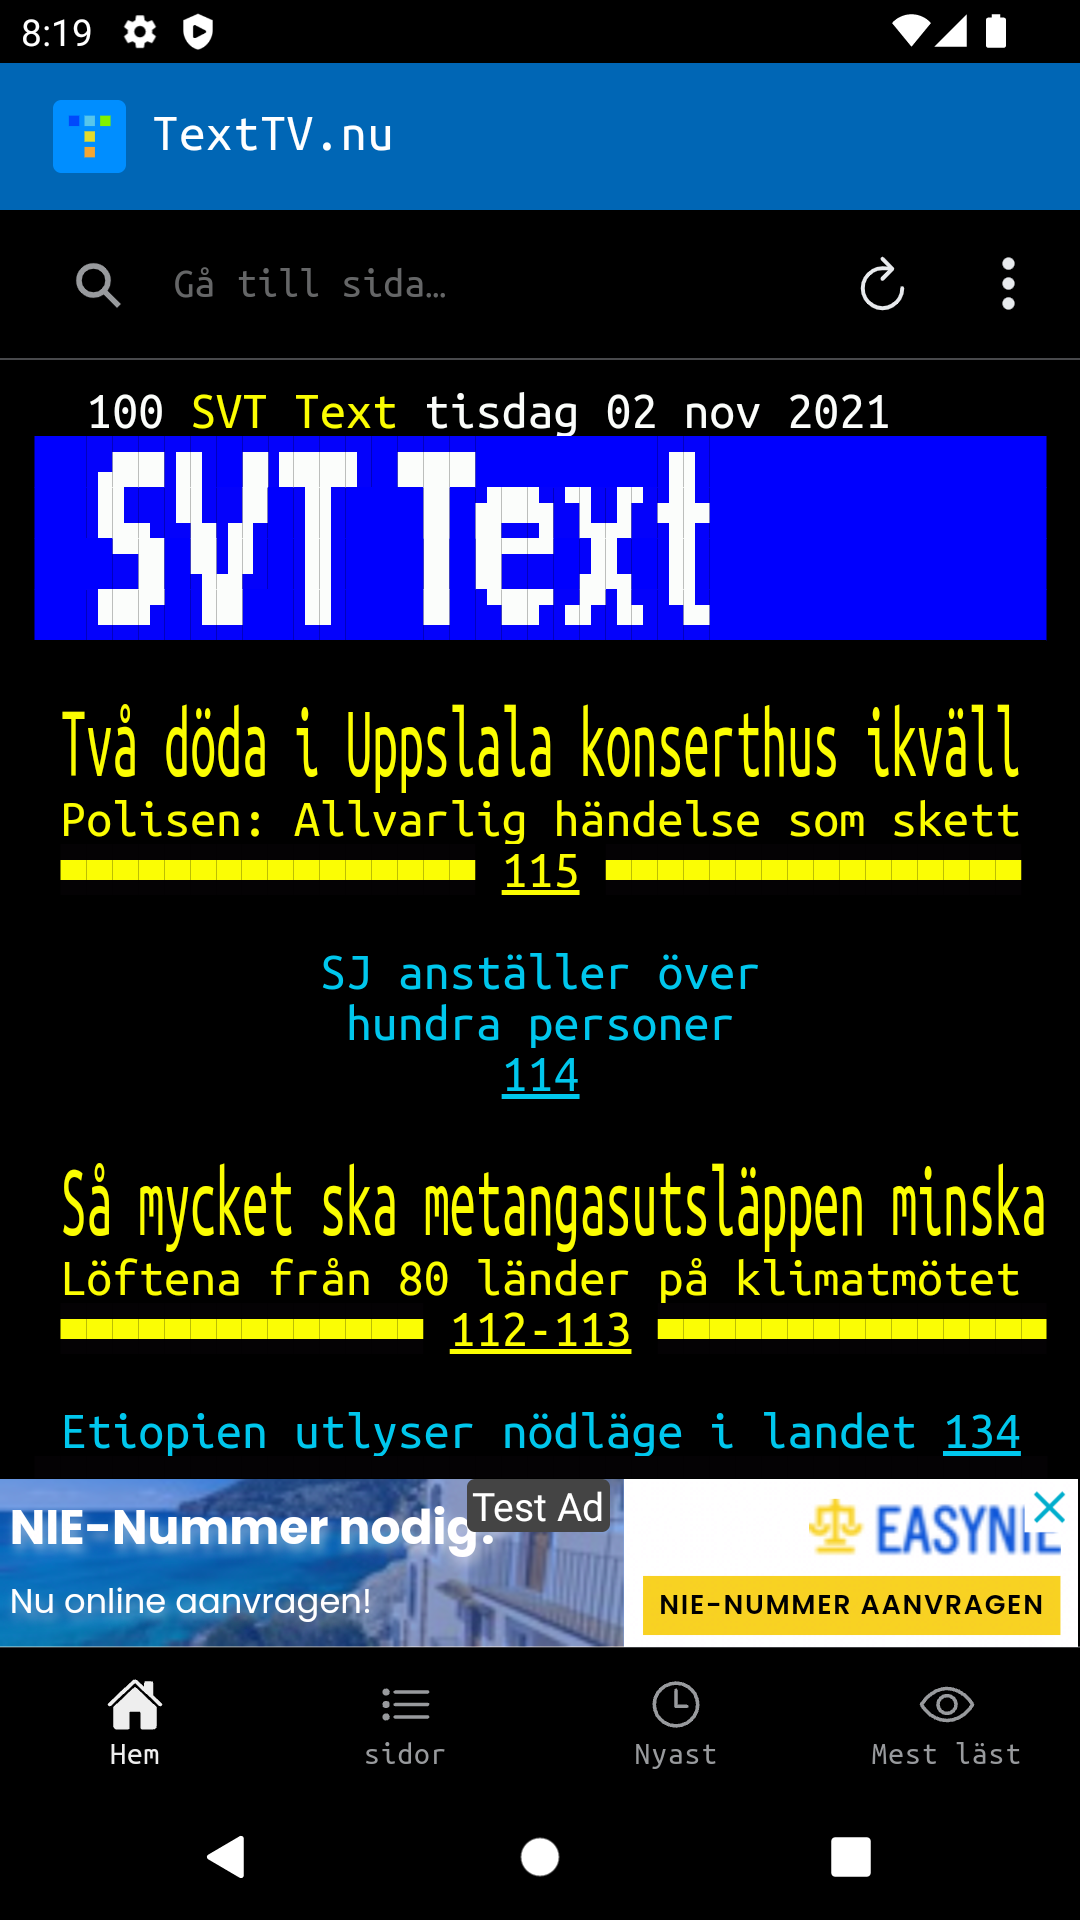 8:19
TextTV.nu
Gå till sida…
100 SVT Text tisdag 02 nov 2021
SVT Text
Två döda i Uppslala konserthus ikväll
Polisen: Allvarlig händelse som skett
115
SJ anställer över
hundra personer
114
Så mycket ska metangasutsläppen minska
Löftena från 80 länder på klimatmötet
112-113
Etiopien utlyser nödläge i landet 134
NIE-Nummer nodig?
Test Ad
EASYNIE
Nu online aanvragen!
NIE-NUMMER AANVRAGEN
Hem
sidor
Nyast
Mest läst